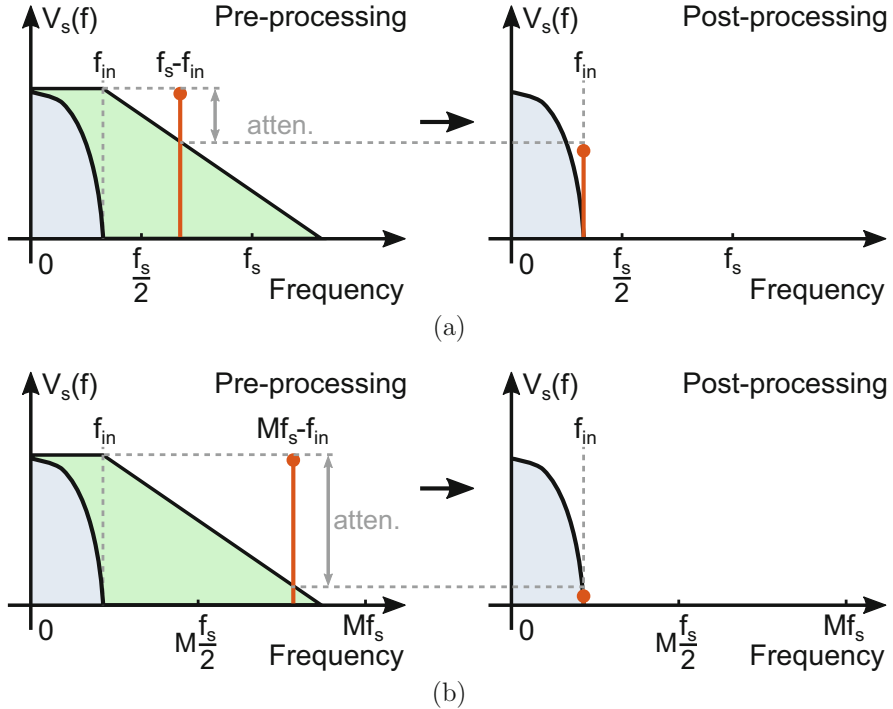 V_s(f)
Pre-processing
f_in
f_s-f_in
atten.
0
f_s/2
f_s
Frequency
V_s(f)
Post-processing
f_in
0
f_s/2
f_s
Frequency
(a)
V_s(f)
Pre-processing
f_in
Mf_s-f_in
atten.
0
M f_s/2
Mf_s
Frequency
V_s(f)
Post-processing
f_in
0
M f_s/2
Mf_s
Frequency
(b)